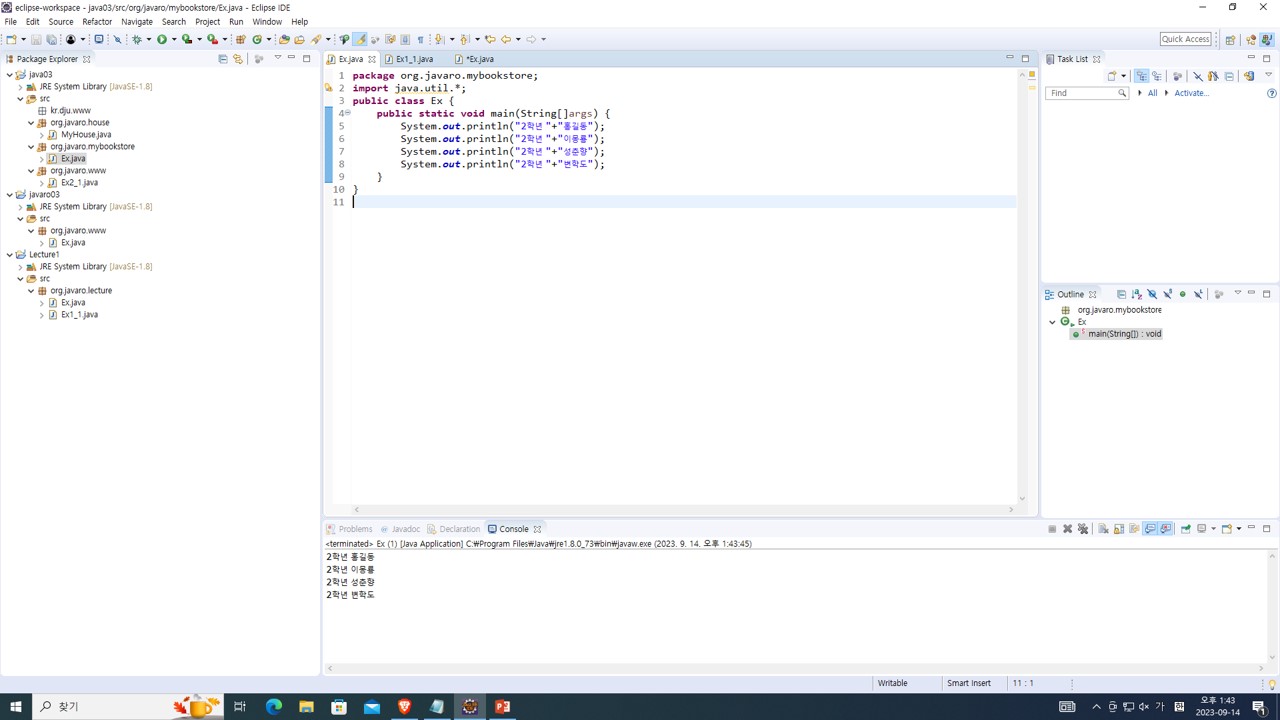 eclipse-workspace - java03/src/org/javaro/mybookstore/Ex.java - Eclipse IDE
File Edit Source Refactor Navigate Search Project Run Window Help
Quick Access
Package Explorer
java03
JRE System Library [JavaSE-1.8]
src
kr.dju.www
org.javaro.house
MyHouse.java
org.javaro.mybookstore
Ex.java
org.javaro.www
Ex2_1.java
javaro03
JRE System Library [JavaSE-1.8]
src
org.javaro.www
Ex.java
Lecture1
JRE System Library [JavaSE-1.8]
src
org.javaro.lecture
Ex.java
Ex1_1.java
Ex.java Ex1_1.java *Ex.java
1 package org.javaro.mybookstore;
2 import java.util.*;
3 public class Ex {
4 public static void main(String[]args) {
5 System.out.println("2학년 "+"홍길동");
6 System.out.println("2학년 "+"이몽룡");
7 System.out.println("2학년 "+"성춘향");
8 System.out.println("2학년 "+"변학도");
9 }
10 }
11
Task List
Find All Activate...
Outline
org.javaro.mybookstore
Ex
main(String[]) : void
Problems Javadoc Declaration Console
<terminated> Ex (1) [Java Application] C:₩Program Files₩Java₩jre1.8.0_73₩bin₩javaw.exe (2023. 9. 14. 오후 1:43:45)
2학년 홍길동
2학년 이몽룡
2학년 성춘향
2학년 변학도
Writable Smart Insert 11 : 1
찾기
가 오후 1:43
2023-09-14